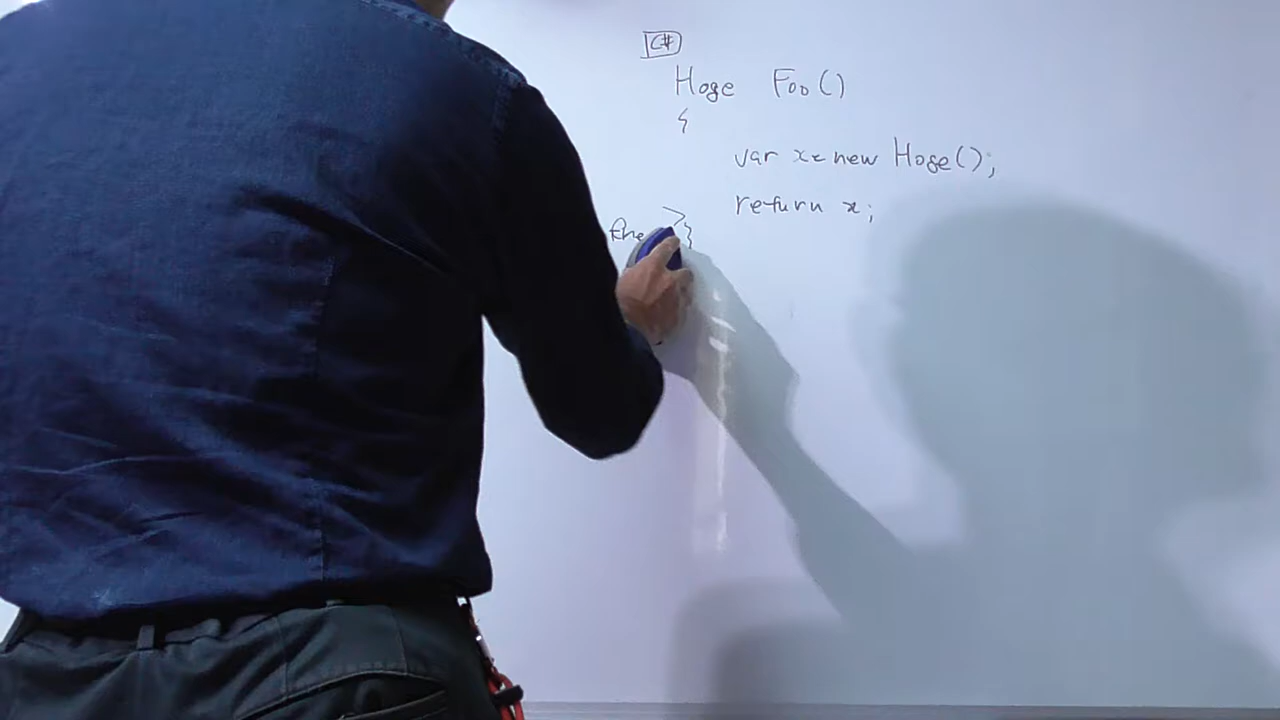 C#
Hoge Foo()
{
var x = new Hoge();
return x;
}